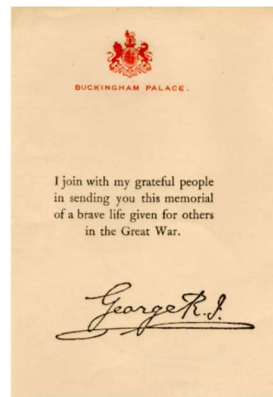 BUCKINGHAM PALACE.
I join with my grateful people
in sending you this memorial
of a brave life given for others
in the Great War.
George R.I.